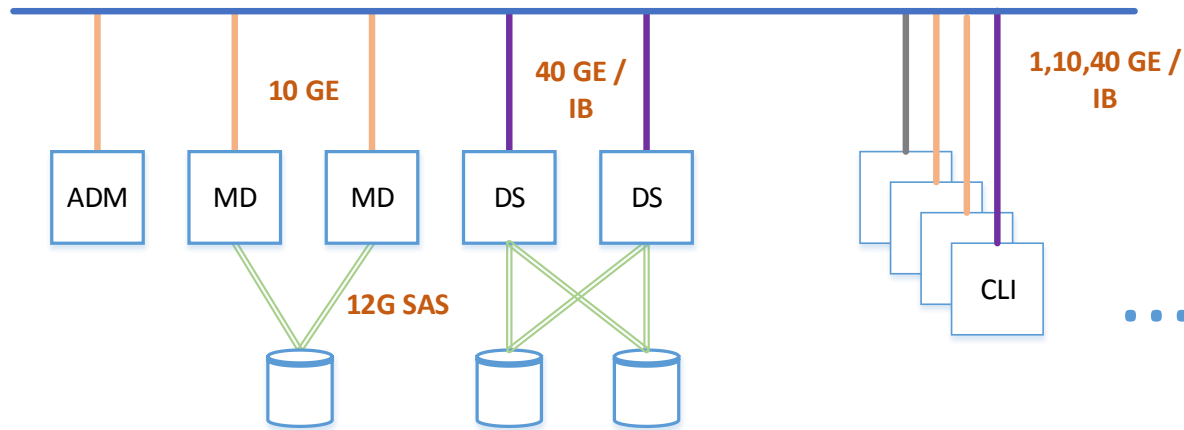 10 GE
40 GE /
IB
1,10,40 GE /
IB
ADM
MD
MD
DS
DS
12G SAS
CLI